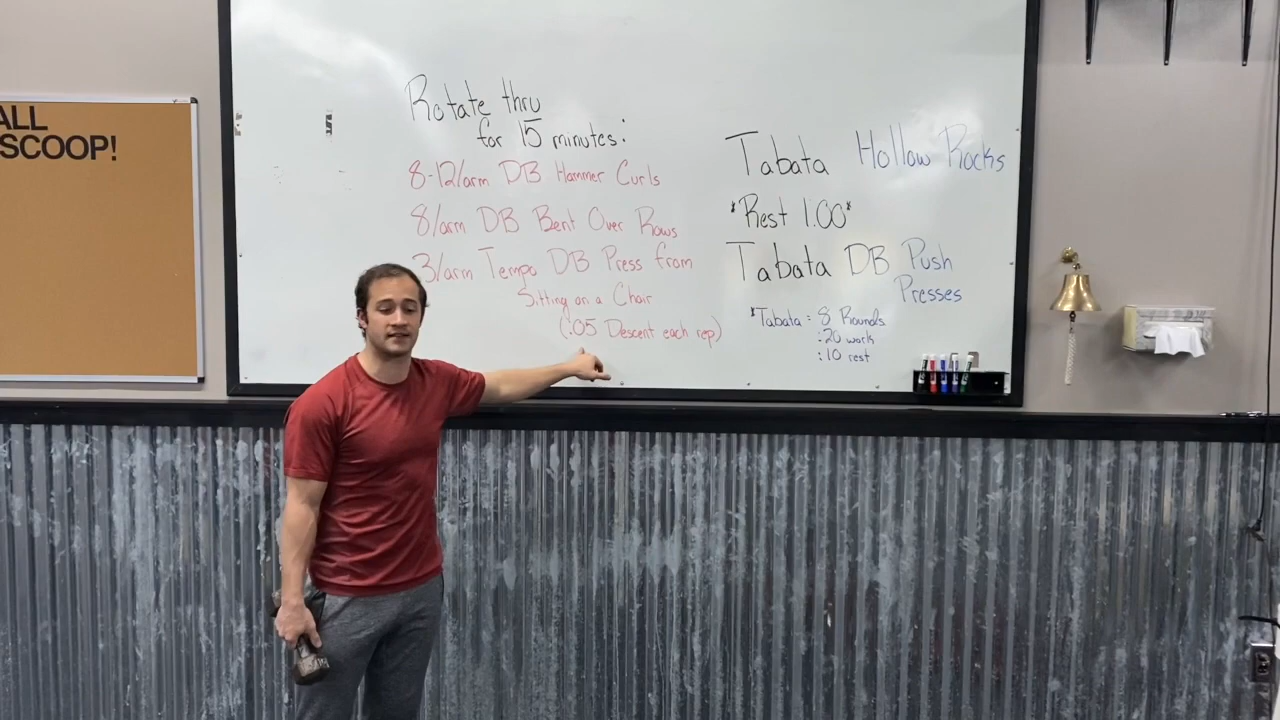 ALL
SCOOP!
Rotate thru
for 15 minutes:
8-12/arm DB Hammer Curls
8/arm DB Bent Over Rows
3/arm Tempo DB Press from
Sitting on a Chair
(:05 Descent each rep)
Tabata Hollow Rocks
*Rest 1:00*
Tabata DB Push
Presses
*Tabata = 8 Rounds
:20 work
:10 rest